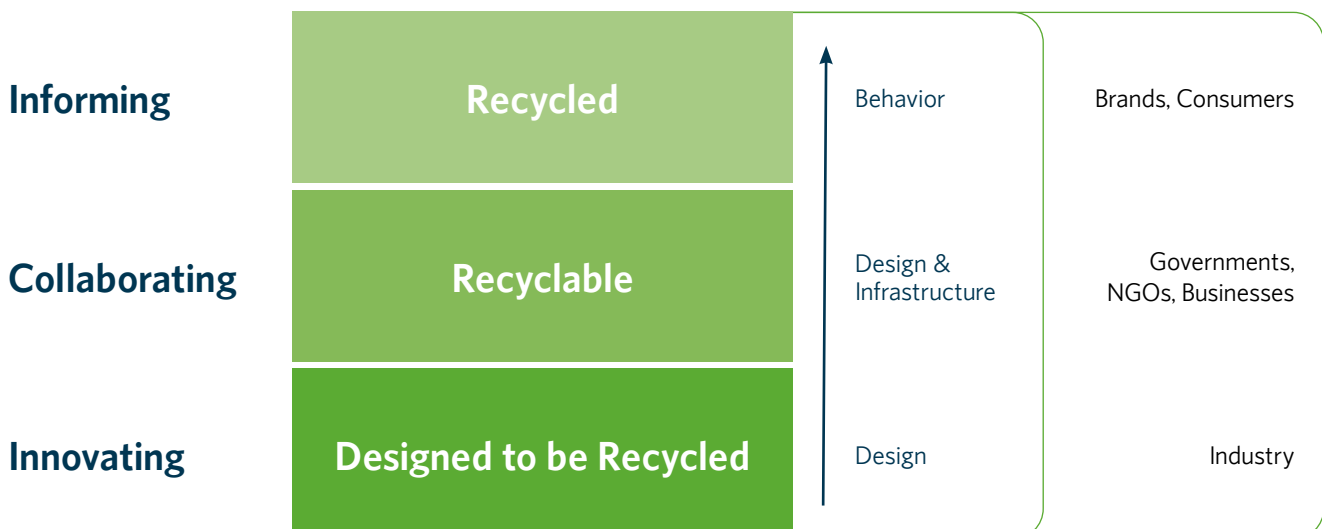 Informing
Recycled
Behavior
Brands, Consumers
Collaborating
Recyclable
Design &
Infrastructure
Governments,
NGOs, Businesses
Innovating
Designed to be Recycled
Design
Industry